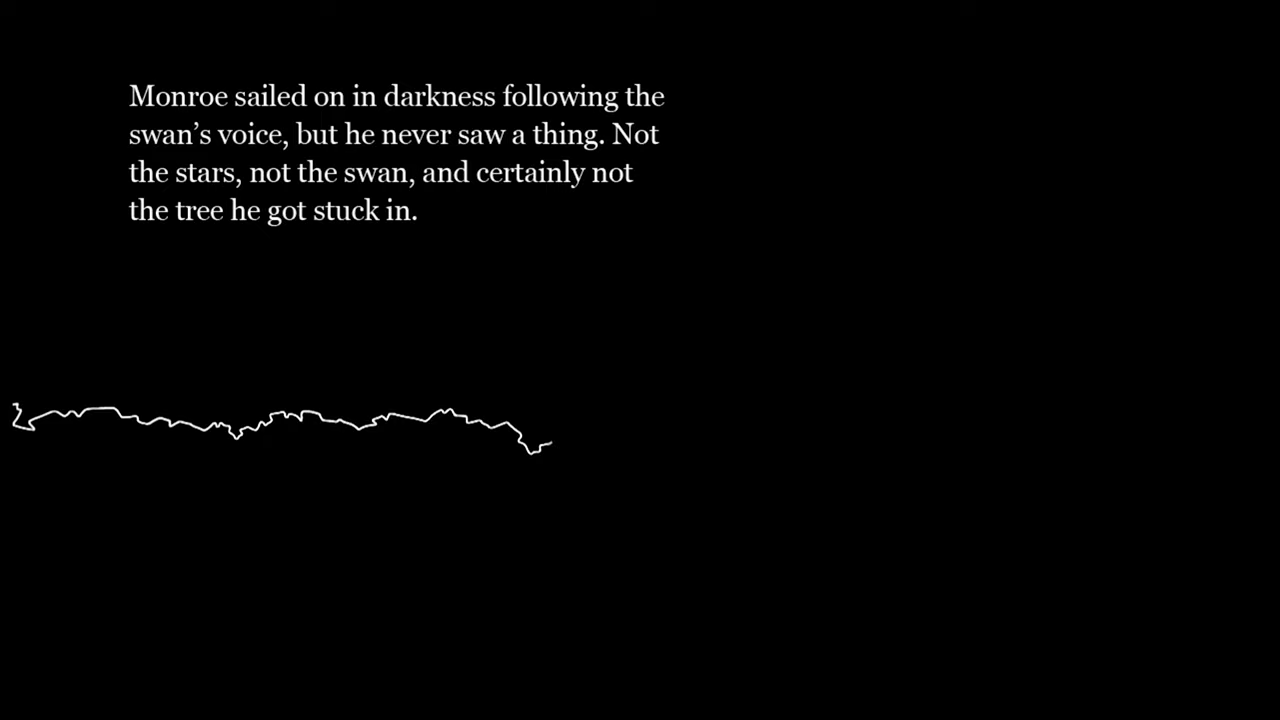 Monroe sailed on in darkness following the
swan’s voice, but he never saw a thing. Not
the stars, not the swan, and certainly not
the tree he got stuck in.